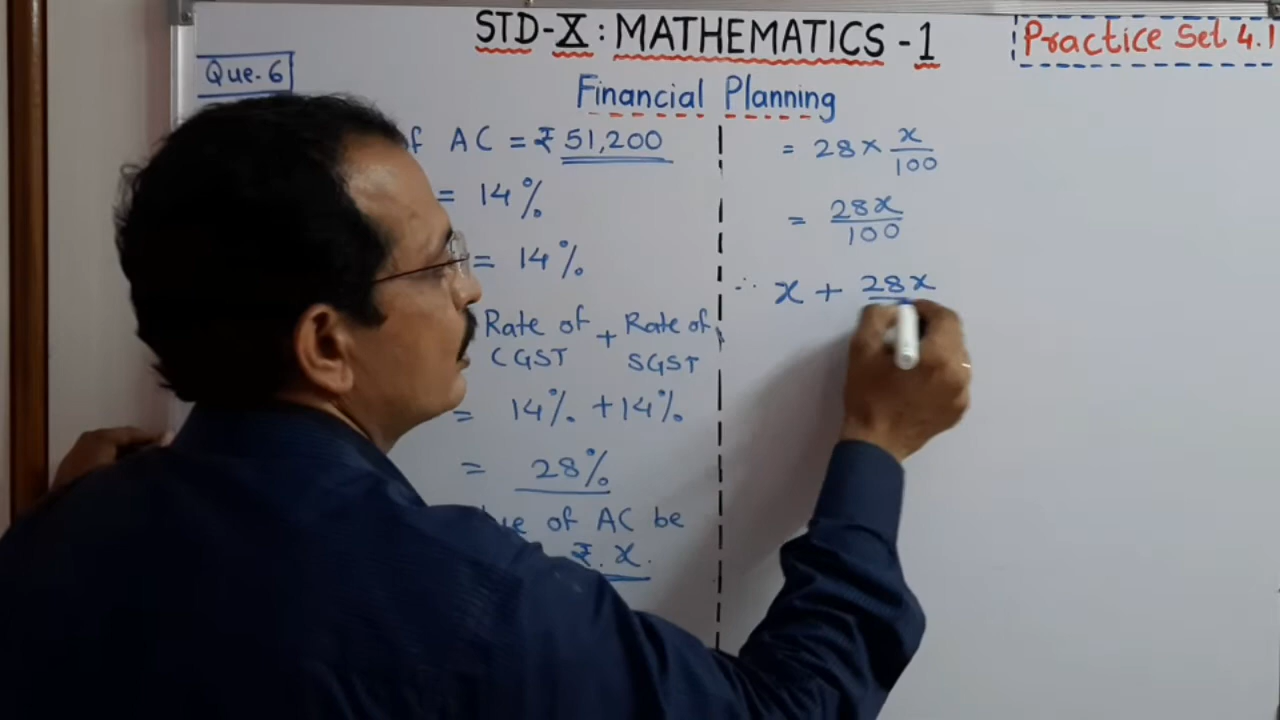 STD-X : MATHEMATICS - 1
Practice Set 4.1
Que. 6
Financial Planning
of AC = ₹ 51,200
= 14%
= 14%
Rate of CGST + Rate of SGST
= 14% + 14%
= 28%
of AC be
₹. x.
= 28 × x/100
= 28x/100
∴ x + 28x